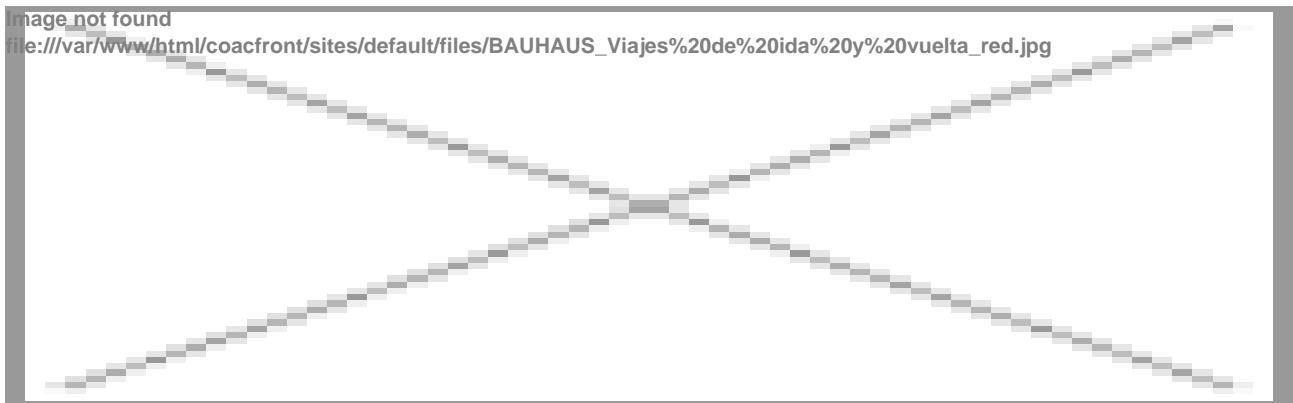 Image not found
file:///var/www/html/coacfront/sites/default/files/BAUHAUS_Viajes%20de%20ida%20y%20vuelta_red.jpg